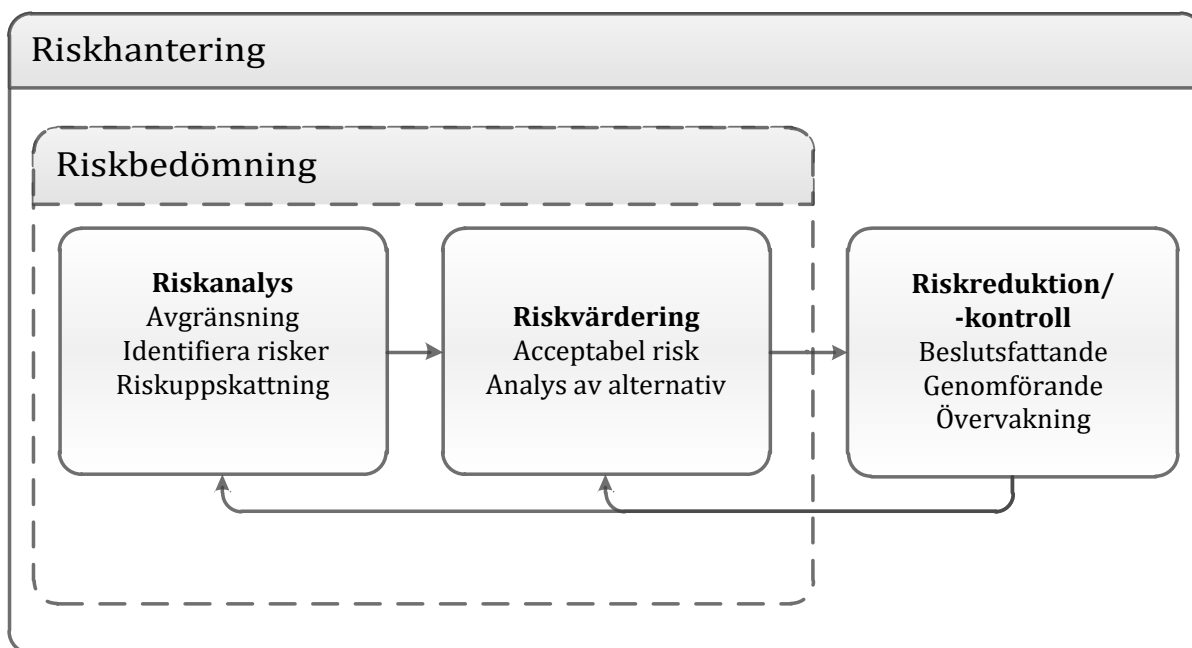 Riskhantering
Riskbedömning
Riskanalys
Avgränsning
Identifiera risker
Riskuppskattning
Riskvärdering
Acceptabel risk
Analys av alternativ
Riskreduktion/
-kontroll
Beslutsfattande
Genomförande
Övervakning